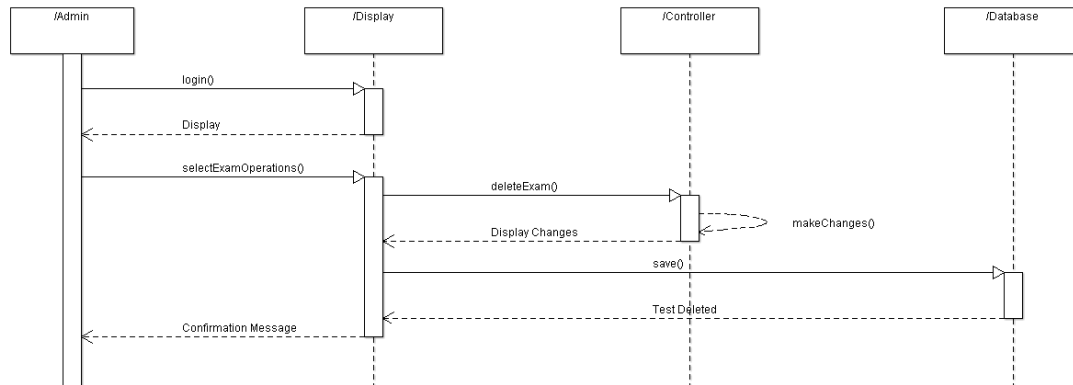 /Admin
/Display
/Controller
/Database
login()
Display
selectExamOperations()
deleteExam()
makeChanges()
Display Changes
save()
Test Deleted
Confirmation Message